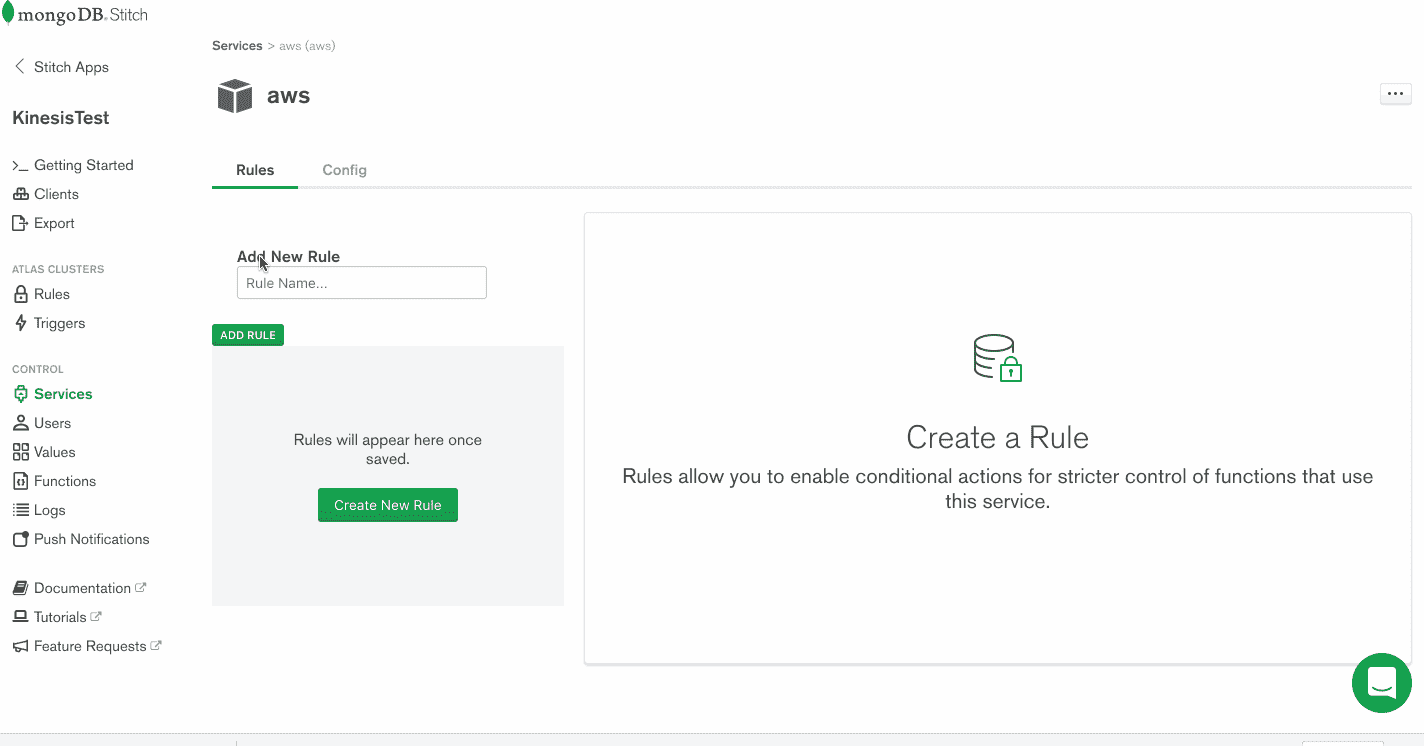 mongoDB. Stitch
Stitch Apps
KinesisTest
Getting Started
Clients
Export
ATLAS CLUSTERS
Rules
Triggers
CONTROL
Services
Users
Values
Functions
Logs
Push Notifications
Documentation
Tutorials
Feature Requests
Services > aws (aws)
aws
Rules Config
Add New Rule
Rule Name...
ADD RULE
Rules will appear here once
saved.
Create New Rule
Create a Rule
Rules allow you to enable conditional actions for stricter control of functions that use
this service.